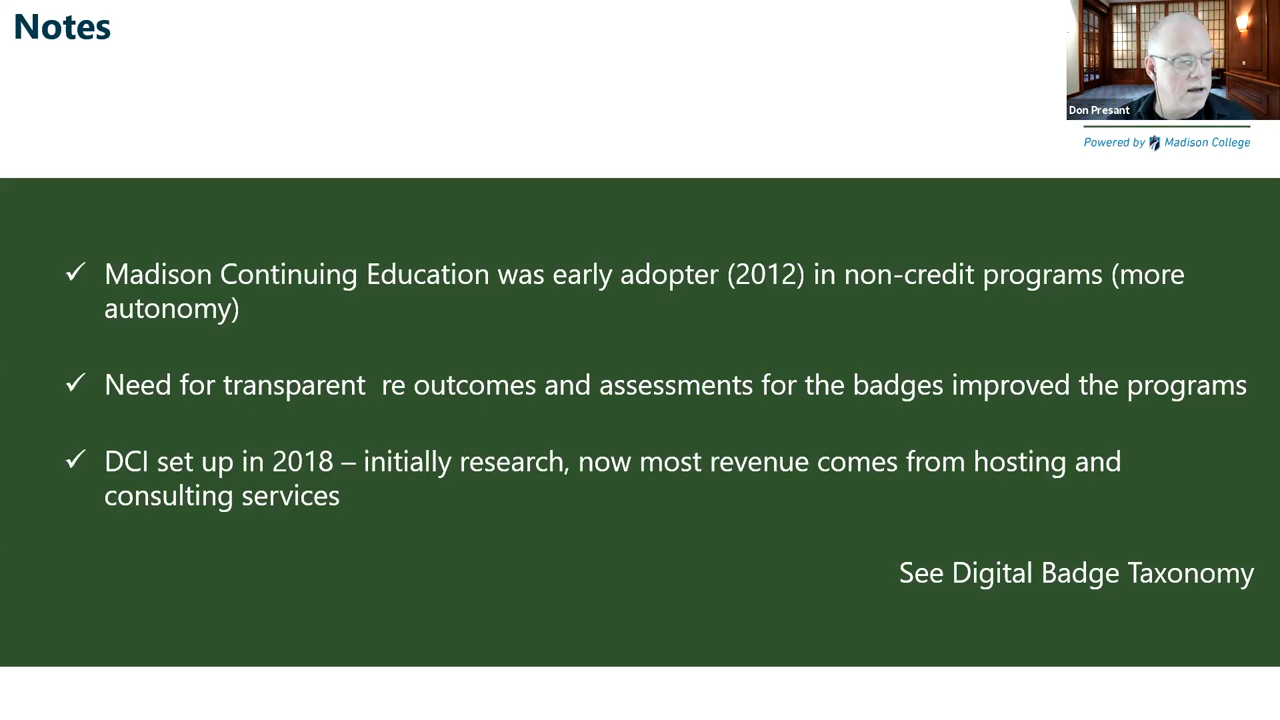 Notes
Don Presant
Powered by Madison College
✓ Madison Continuing Education was early adopter (2012) in non-credit programs (more
autonomy)
✓ Need for transparent  re outcomes and assessments for the badges improved the programs
✓ DCI set up in 2018 – initially research, now most revenue comes from hosting and
consulting services
See Digital Badge Taxonomy